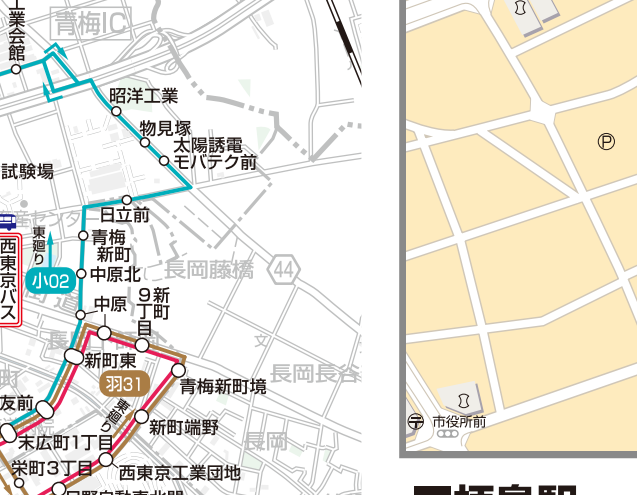 工業会館
青梅IC
昭洋工業
物見塚
太陽誘電
モバテク前
試験場
日立前
産センタ
東廻り
青梅
新町
西東京バス
小02
中原北
長岡藤橋
44
9新
丁町
目
中原
文
新町東
羽31
長岡長谷
青梅新町境
友前
東廻り
新町端野
末広町1丁目
長岡
栄町3丁目
西東京工業団地
P
〒
市役所前